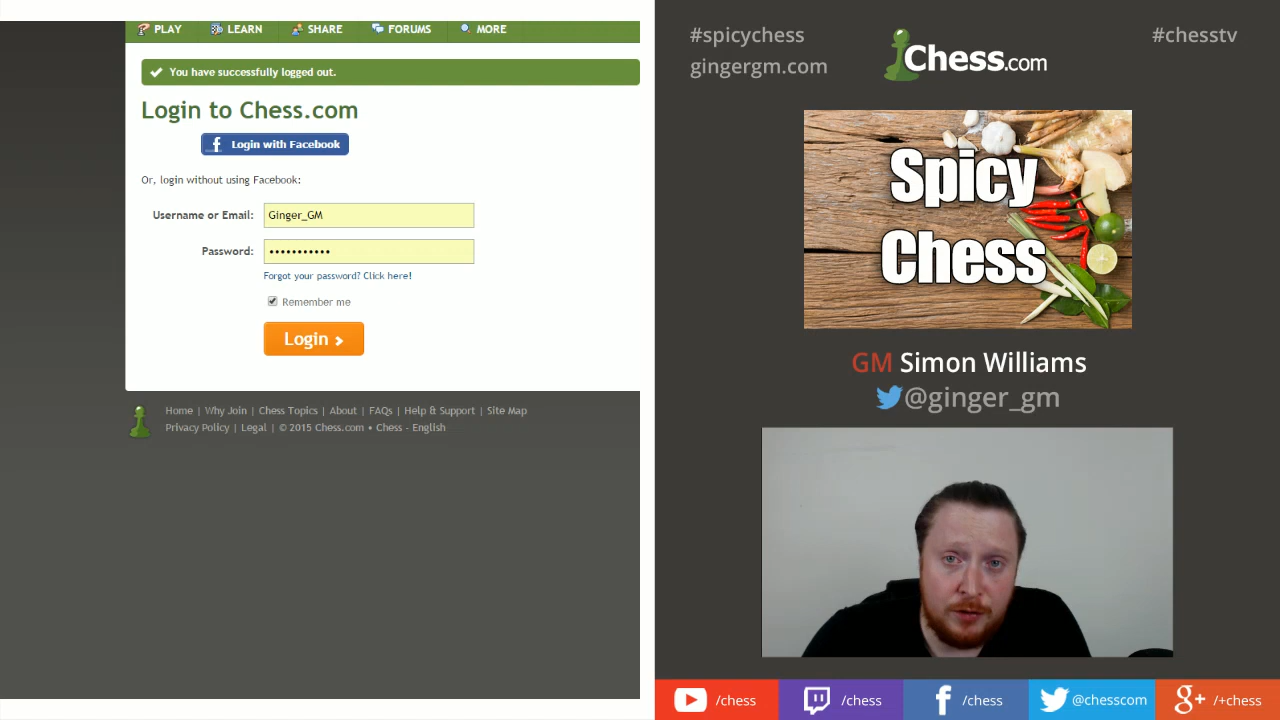 PLAY LEARN SHARE FORUMS MORE
You have successfully logged out.
Login to Chess.com
f Login with Facebook
Or, login without using Facebook:
Username or Email: Ginger_GM
Password: •••••••••••
Forgot your password? Click here!
Remember me
Login
Home | Why Join | Chess Topics | About | FAQs | Help & Support | Site Map
Privacy Policy | Legal | © 2015 Chess.com • Chess - English
#spicychess
gingergm.com
Chess.com
#chesstv
Spicy
Chess
GM Simon Williams
@ginger_gm
/chess /chess f /chess @chesscom g+ /+chess